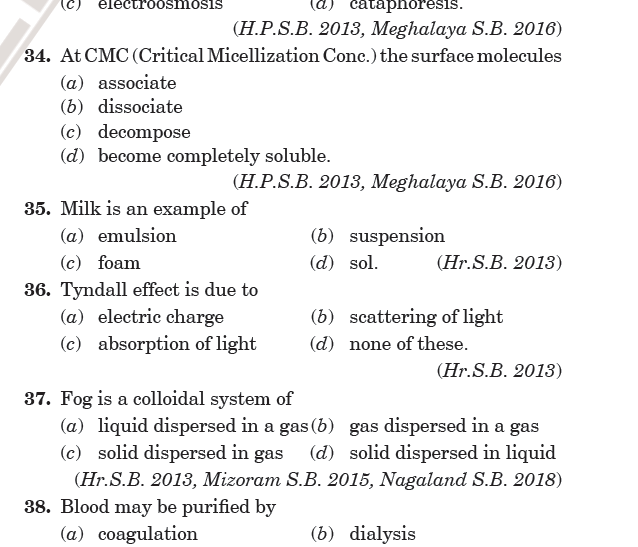 (c) electroosmosis (d) cataphoresis.
(H.P.S.B. 2013, Meghalaya S.B. 2016)
34. At CMC (Critical Micellization Conc.) the surface molecules
(a) associate
(b) dissociate
(c) decompose
(d) become completely soluble.
(H.P.S.B. 2013, Meghalaya S.B. 2016)
35. Milk is an example of
(a) emulsion (b) suspension
(c) foam (d) sol. (Hr.S.B. 2013)
36. Tyndall effect is due to
(a) electric charge (b) scattering of light
(c) absorption of light (d) none of these.
(Hr.S.B. 2013)
37. Fog is a colloidal system of
(a) liquid dispersed in a gas (b) gas dispersed in a gas
(c) solid dispersed in gas (d) solid dispersed in liquid
(Hr.S.B. 2013, Mizoram S.B. 2015, Nagaland S.B. 2018)
38. Blood may be purified by
(a) coagulation (b) dialysis